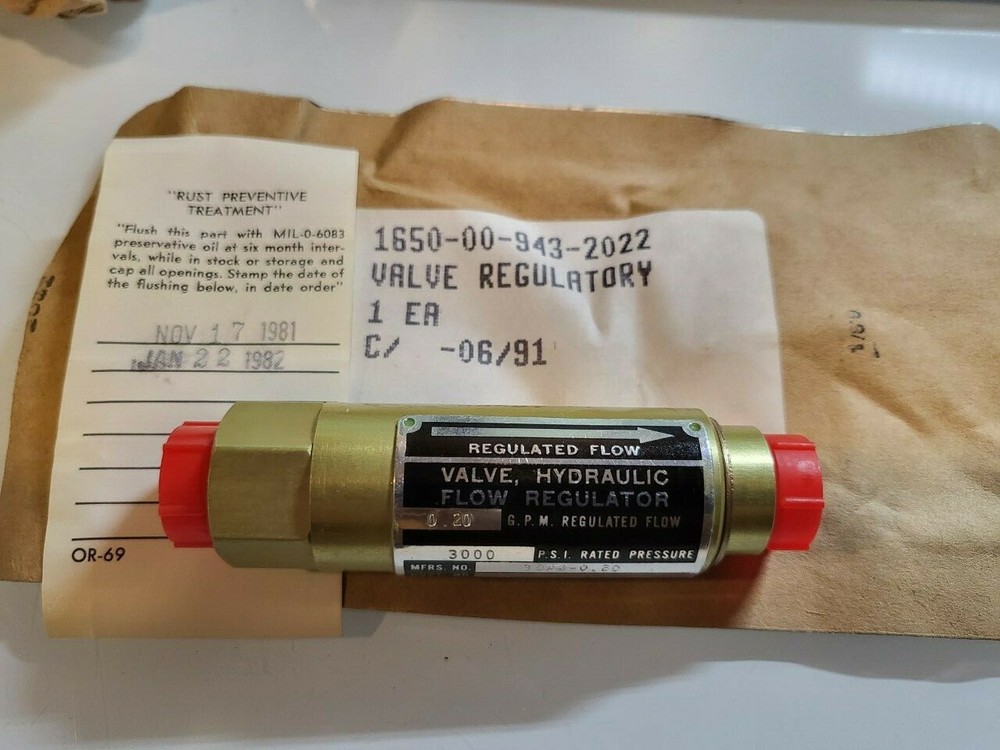 "RUST PREVENTIVE
TREATMENT"
"Flush this part with MIL-O-6083
preservative oil at six month inter-
vals, while in stock or storage and
cap all openings. Stamp the date of
the flushing below, in date order"
NOV 17 1981
JAN 22 1982
OR-69
1650-00-943-2022
VALVE REGULATORY
1 EA
C/ -06/91
REGULATED FLOW
VALVE, HYDRAULIC
FLOW REGULATOR
0.20 G.P.M. REGULATED FLOW
3000 P.S.I. RATED PRESSURE
MFRS. NO.